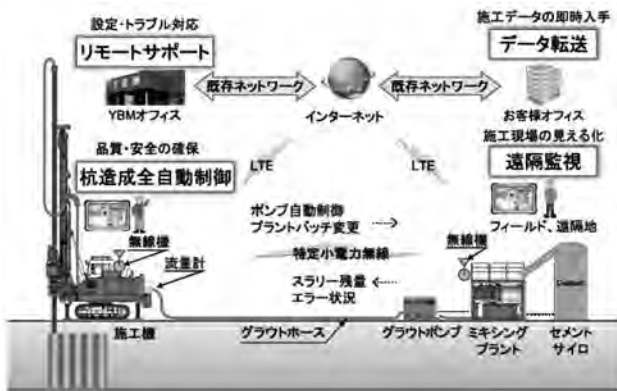 設定・トラブル対応
リモートサポート
YBMオフィス
既存ネットワーク
インターネット
既存ネットワーク
施工データの即時入手
データ転送
お客様オフィス
品質・安全の確保
杭造成全自動制御
LTE
LTE
施工現場の見える化
遠隔監視
フィールド、遠隔地
無線機
流量計
ポンプ自動制御
プラントバッチ変更
特定小電力無線
スラリー残量
エラー状況
無線機
施工機
グラウトホース
グラウトポンプ
ミキシング
プラント
セメント
サイロ